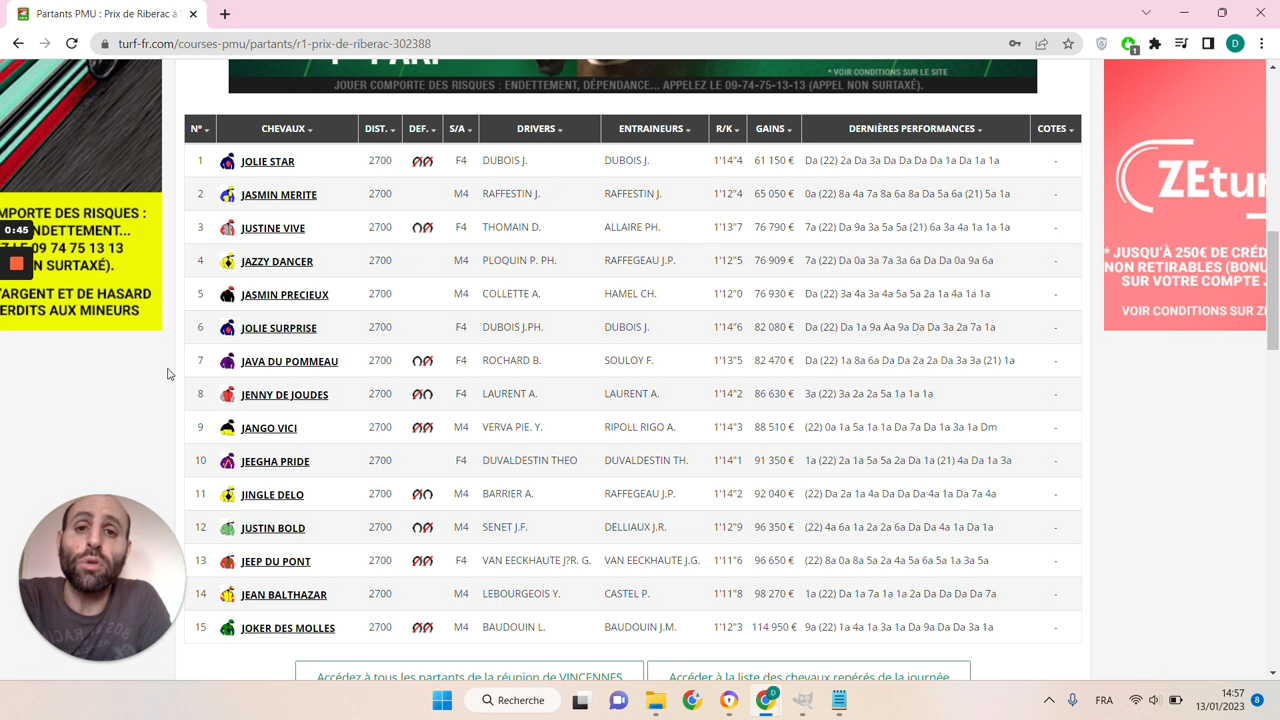 Partants PMU : Prix de Riberac à
turf-fr.com/courses-pmu/partants/r1-prix-de-riberac-302388
1
D
* VOIR CONDITIONS SUR LE SITE
JOUER COMPORTE DES RISQUES : ENDETTEMENT, DÉPENDANCE... APPELEZ LE 09-74-75-13-13 (APPEL NON SURTAXÉ).
N° CHEVAUX DIST. DEF. S/A DRIVERS ENTRAINEURS R/K GAINS DERNIÈRES PERFORMANCES COTES
1 JOLIE STAR 2700 F4 DUBOIS J. DUBOIS J. 1'14"4 61 150 € Da (22) 2a Da 3a Da Da Da Da 1a Da 1a 1a -
2 JASMIN MERITE 2700 M4 RAFFESTIN J. RAFFESTIN J. 1'12"4 65 050 € 0a (22) 8a 4a 7a 8a 6a 8a Da 5a 6a (21) 5a 1a -
3 JUSTINE VIVE 2700 F4 THOMAIN D. ALLAIRE PH. 1'13"7 76 790 € 7a (22) Da 9a 3a 5a 5a (21) 6a 3a 4a 1a 1a 1a -
4 JAZZY DANCER 2700 M4 PLOQUIN P. PH. RAFFEGEAU J.P. 1'12"5 76 909 € 7a (22) Da 0a 3a 7a 3a 6a Da Da 0a 9a 6a -
5 JASMIN PRECIEUX 2700 M4 COLLETTE A. HAMEL CH. 1'12"0 76 930 € Da (22) 3a 4a 3a 4a 5a 5a 2a 1a 4a 1a 1a -
6 JOLIE SURPRISE 2700 F4 DUBOIS J.PH. DUBOIS J. 1'14"6 82 080 € Da (22) Da 1a 9a Aa 9a Da Da 3a 2a 7a 1a -
7 JAVA DU POMMEAU 2700 F4 ROCHARD B. SOULOY F. 1'13"5 82 470 € Da (22) 1a 8a 6a Da Da 2a 2a Da 3a 3a (21) 1a -
8 JENNY DE JOUDES 2700 F4 LAURENT A. LAURENT A. 1'14"2 86 630 € 3a (22) 3a 2a 2a 5a 1a 1a 1a -
9 JANGO VICI 2700 M4 VERVA PIE. Y. RIPOLL RIGO A. 1'14"3 88 510 € (22) 0a 1a 5a 1a 1a Da 7a Da 1a 3a 1a Dm -
10 JEEGHA PRIDE 2700 F4 DUVALDESTIN THEO DUVALDESTIN TH. 1'14"1 91 350 € 1a (22) 2a 1a 5a 5a 2a Da 1a (21) 4a Da 1a 3a -
11 JINGLE DELO 2700 M4 BARRIER A. RAFFEGEAU J.P. 1'14"2 92 040 € (22) Da 2a 1a 4a Da Da Da 4a 1a Da 7a 4a -
12 JUSTIN BOLD 2700 M4 SENET J.F. DELLIAUX J.R. 1'12"9 96 350 € (22) 4a 6a 1a 2a 2a 6a Da Da 4a 1a Da 1a -
13 JEEP DU PONT 2700 F4 VAN EECKHAUTE J?R. G. VAN EECKHAUTE J.G. 1'11"6 96 650 € (22) 8a 0a 8a 5a 2a 4a 5a 6a 5a 1a 3a 5a -
14 JEAN BALTHAZAR 2700 M4 LEBOURGEOIS Y. CASTEL P. 1'11"8 98 270 € 1a (22) Da 1a 7a 1a 1a 2a Da Da Da Da 7a -
15 JOKER DES MOLLES 2700 M4 BAUDOUIN L. BAUDOUIN J.M. 1'12"3 114 950 € 9a (22) 1a 4a 1a 3a 1a Da 9a Da Da 3a 1a -
Accédez à tous les partants de la réunion de VINCENNES
Accéder à la liste des chevaux repérés de la journée
MPORTE DES RISQUES :
ENDETTEMENT...
Z LE 09 74 75 13 13
N SURTAXÉ).
'ARGENT ET DE HASARD
ERDITS AUX MINEURS
0:45
ZEtur
* JUSQU'À 250€ DE CRÉD
NON RETIRABLES (BONU
SUR VOTRE COMPTE
VOIR CONDITIONS SUR ZE
Recherche
FRA
14:57
13/01/2023
8